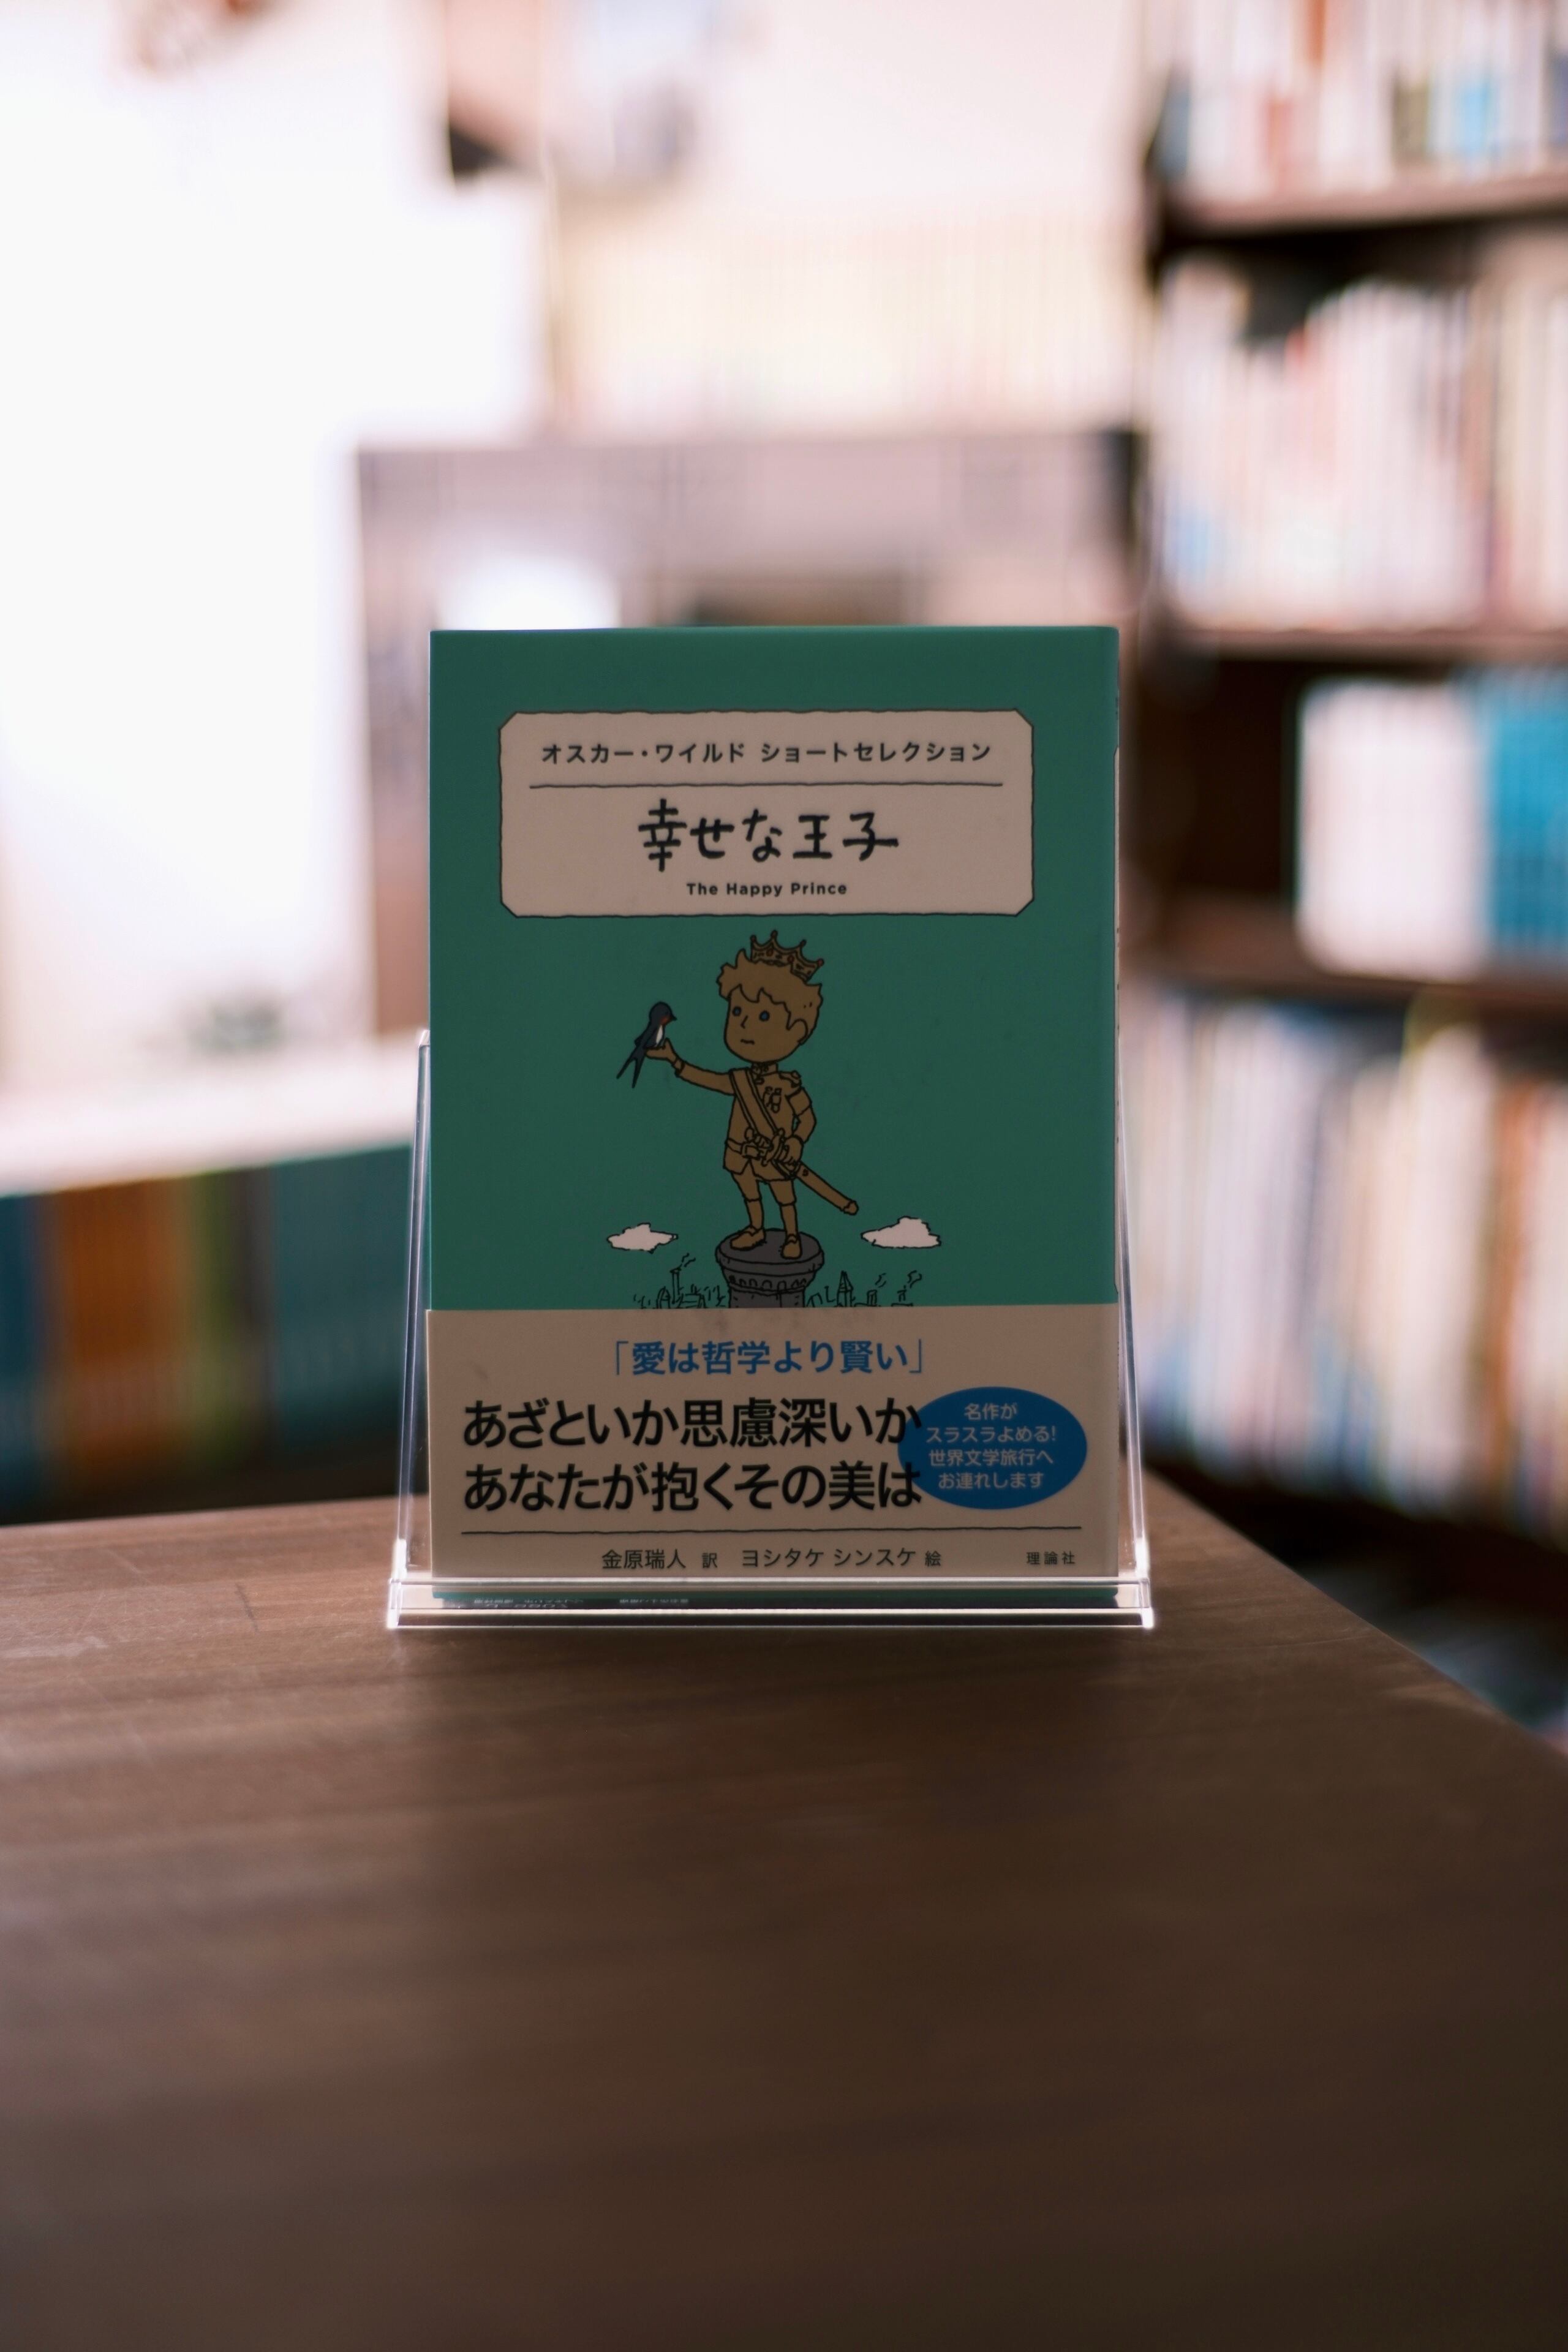 オスカー・ワイルド ショートセレクション
幸せな王子
The Happy Prince
「愛は哲学より賢い」
あざといか思慮深いか
あなたが抱くその美は
名作が
スラスラよめる!
世界文学旅行へ
お連れします
金原瑞人 訳 ヨシタケ シンスケ 絵
理論社